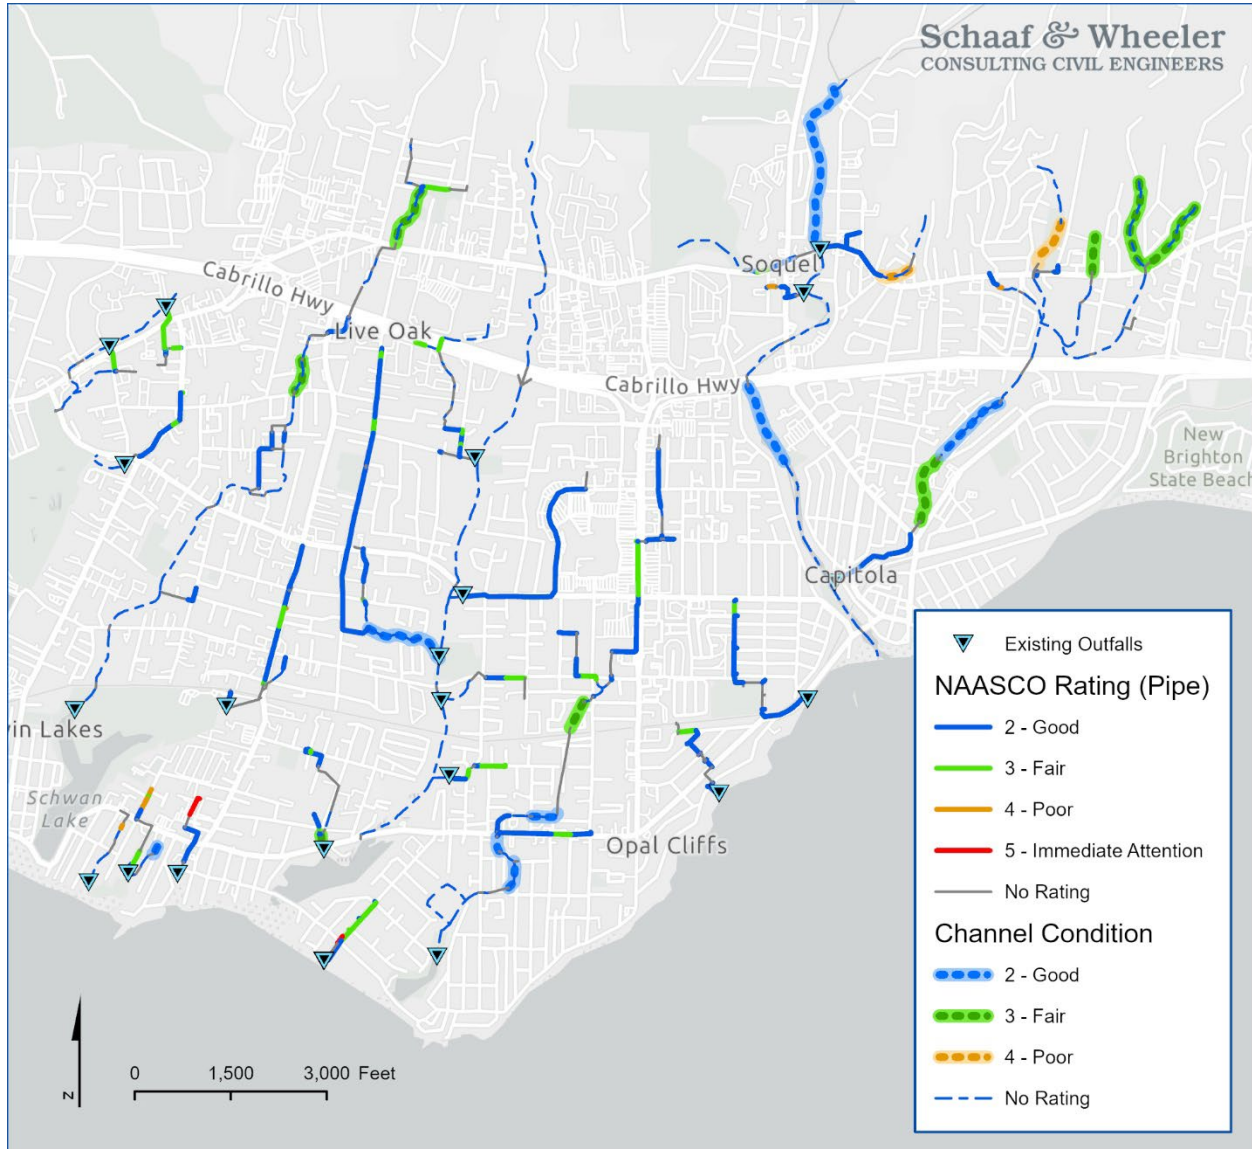 Schaaf & Wheeler
CONSULTING CIVIL ENGINEERS
Cabrillo Hwy
Soquel
Live Oak
Cabrillo Hwy
New
Brighton
State Beach
Capitola
vin Lakes
Schwan
Lake
Opal Cliffs
0 1,500 3,000 Feet
N
Existing Outfalls
NAASCO Rating (Pipe)
2 - Good
3 - Fair
4 - Poor
5 - Immediate Attention
No Rating
Channel Condition
2 - Good
3 - Fair
4 - Poor
No Rating